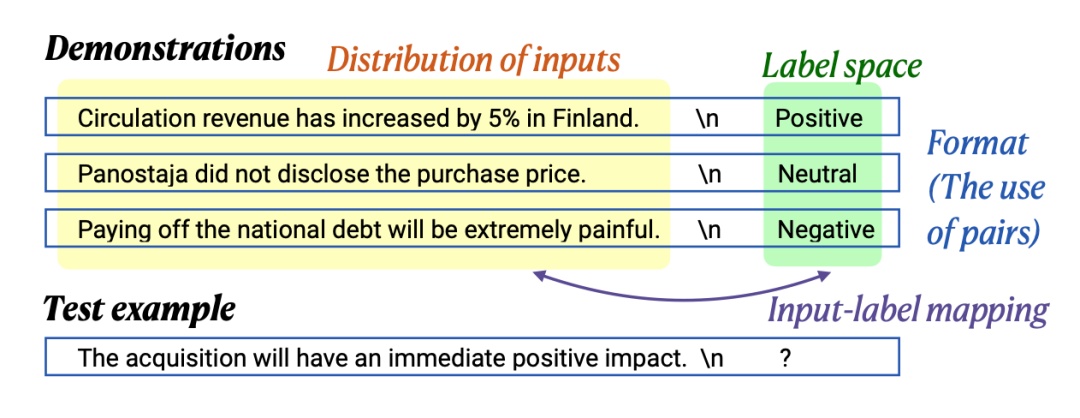 Demonstrations
Distribution of inputs
Label space
Circulation revenue has increased by 5% in Finland. \n Positive
Panostaja did not disclose the purchase price. \n Neutral
Paying off the national debt will be extremely painful. \n Negative
Format
(The use
of pairs)
Test example
Input-label mapping
The acquisition will have an immediate positive impact. \n ?